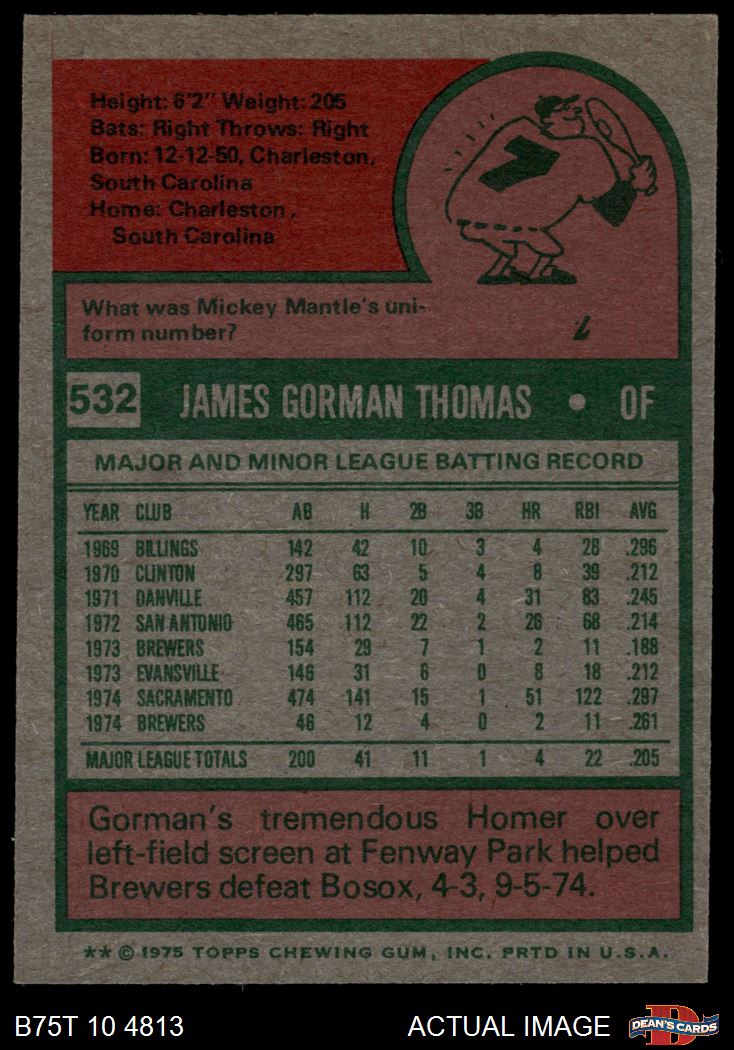 Height: 6'2" Weight: 205
Bats: Right Throws: Right
Born: 12-12-50, Charleston,
South Carolina
Home: Charleston,
South Carolina
7
What was Mickey Mantle's uni-
form number?
7.
532 JAMES GORMAN THOMAS • OF
MAJOR AND MINOR LEAGUE BATTING RECORD
YEAR CLUB AB H 2B 3B HR RBI AVG
1969 BILLINGS 142 42 10 3 4 28 .296
1970 CLINTON 297 63 5 4 8 39 .212
1971 DANVILLE 457 112 20 4 31 83 .245
1972 SAN ANTONIO 465 112 22 2 26 68 .214
1973 BREWERS 154 29 7 1 2 11 .188
1973 EVANSVILLE 146 31 6 0 8 18 .212
1974 SACRAMENTO 474 141 15 1 51 122 .297
1974 BREWERS 46 12 4 0 2 11 .261
MAJOR LEAGUE TOTALS 200 41 11 1 4 22 .205
Gorman's tremendous Homer over
left-field screen at Fenway Park helped
Brewers defeat Bosox, 4-3, 9-5-74.
** © 1975 TOPPS CHEWING GUM, INC. PRTD IN U.S.A.
B75T 10 4813 ACTUAL IMAGE D DEAN'S CARDS